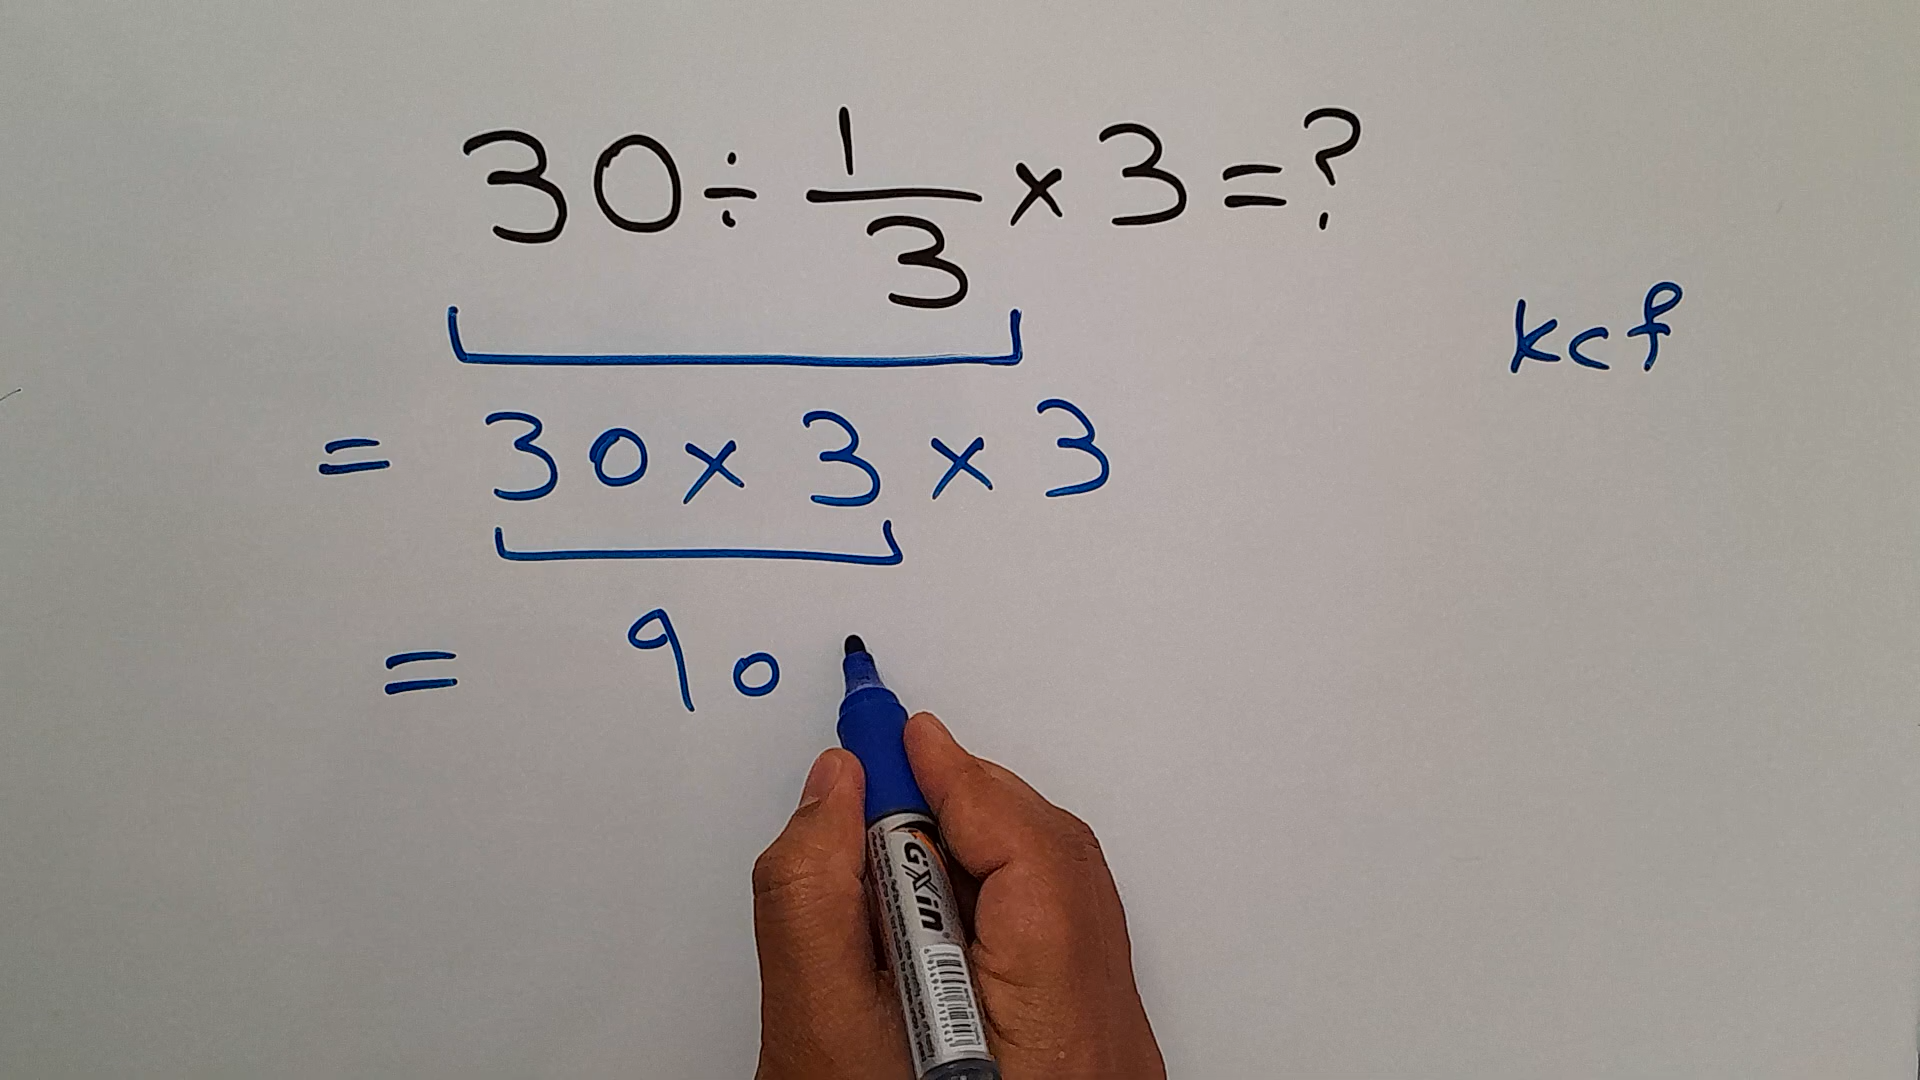 30 ÷ 1/3 × 3 = ?
kcf
= 30 × 3 × 3
= 90
GXin